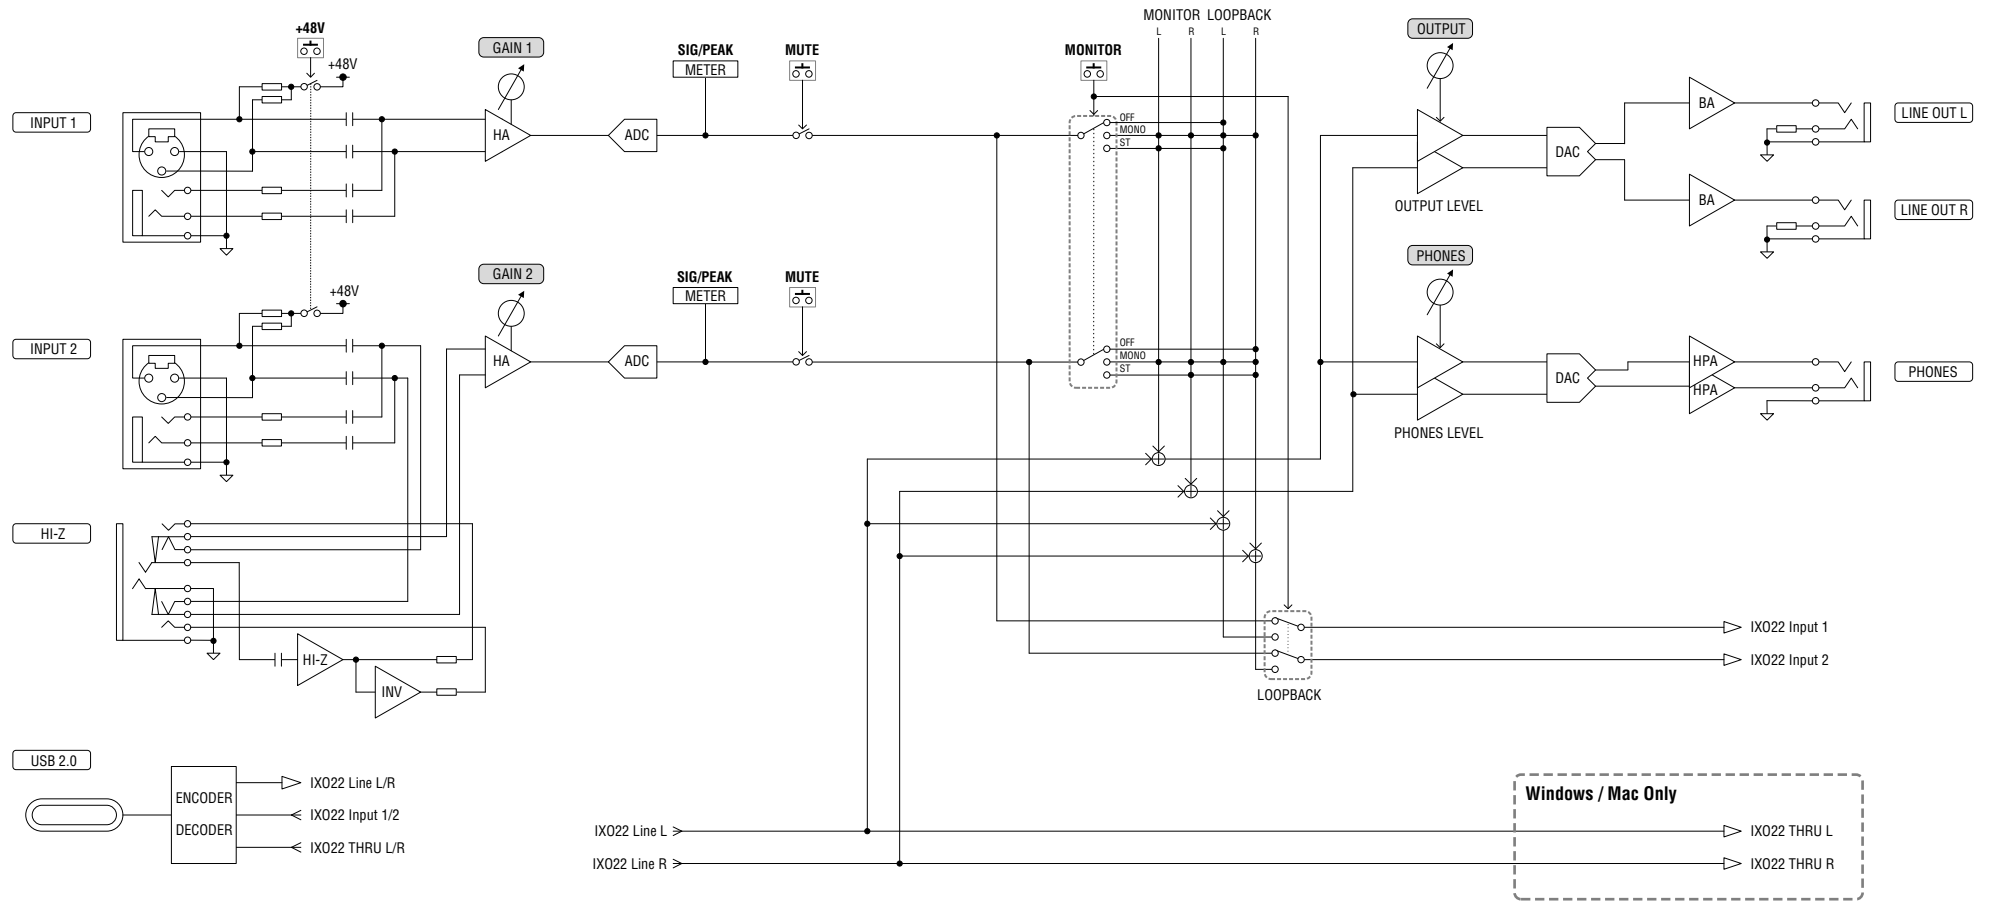 MONITOR LOOPBACK
L R L R
+48V
+48V
GAIN 1
SIG/PEAK
METER
MUTE
MONITOR
OUTPUT
INPUT 1
HA
ADC
OFF
MONO
ST
OUTPUT LEVEL
DAC
BA
LINE OUT L
BA
LINE OUT R
+48V
GAIN 2
SIG/PEAK
METER
MUTE
PHONES
INPUT 2
HA
ADC
OFF
MONO
ST
PHONES LEVEL
DAC
HPA
HPA
PHONES
HI-Z
HI-Z
INV
IXO22 Input 1
IXO22 Input 2
LOOPBACK
USB 2.0
ENCODER
DECODER
IXO22 Line L/R
IXO22 Input 1/2
IXO22 THRU L/R
IXO22 Line L
IXO22 Line R
Windows / Mac Only
IXO22 THRU L
IXO22 THRU R